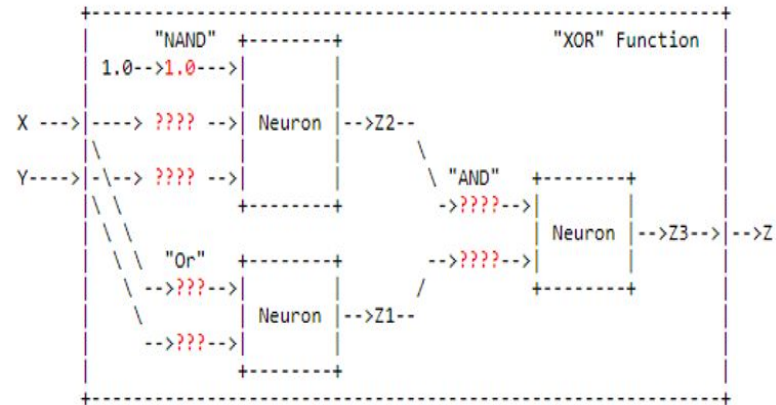 +---------------------------------------------------------------+
"NAND" +--------+ "XOR" Function
1.0-->1.0--->| |
X --->|----> ???? -->| Neuron |-->Z2--
Y---->|-\--> ???? -->| | \ "AND" +--------+
+--------+ ->????-->| |
| Neuron |-->Z3-->|-->Z
"Or" +--------+ -->????-->| |
-->???-->| | / +--------+
| Neuron |-->Z1--
-->???-->| |
+--------+
+---------------------------------------------------------------+